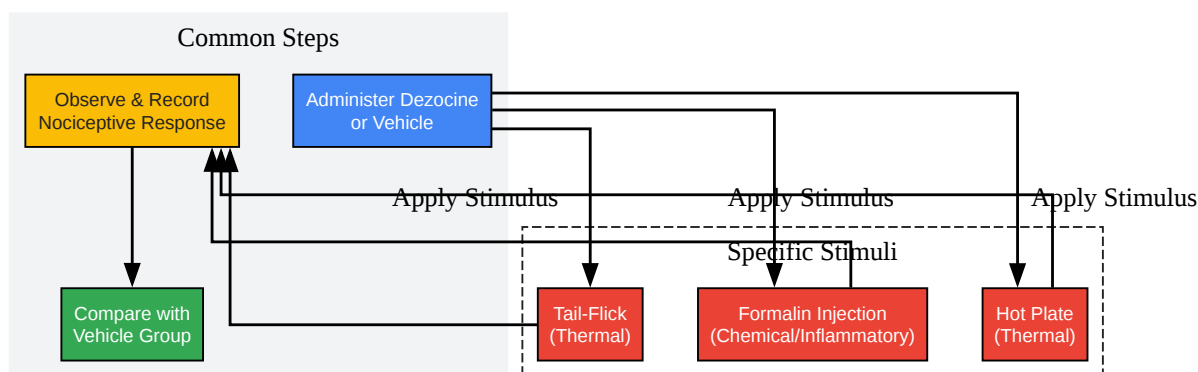 Common Steps
Observe & Record
Nociceptive Response
Administer Dezocine
or Vehicle
Apply Stimulus
Apply Stimulus
Apply Stimulus
Specific Stimuli
Compare with
Vehicle Group
Tail-Flick
(Thermal)
Formalin Injection
(Chemical/Inflammatory)
Hot Plate
(Thermal)